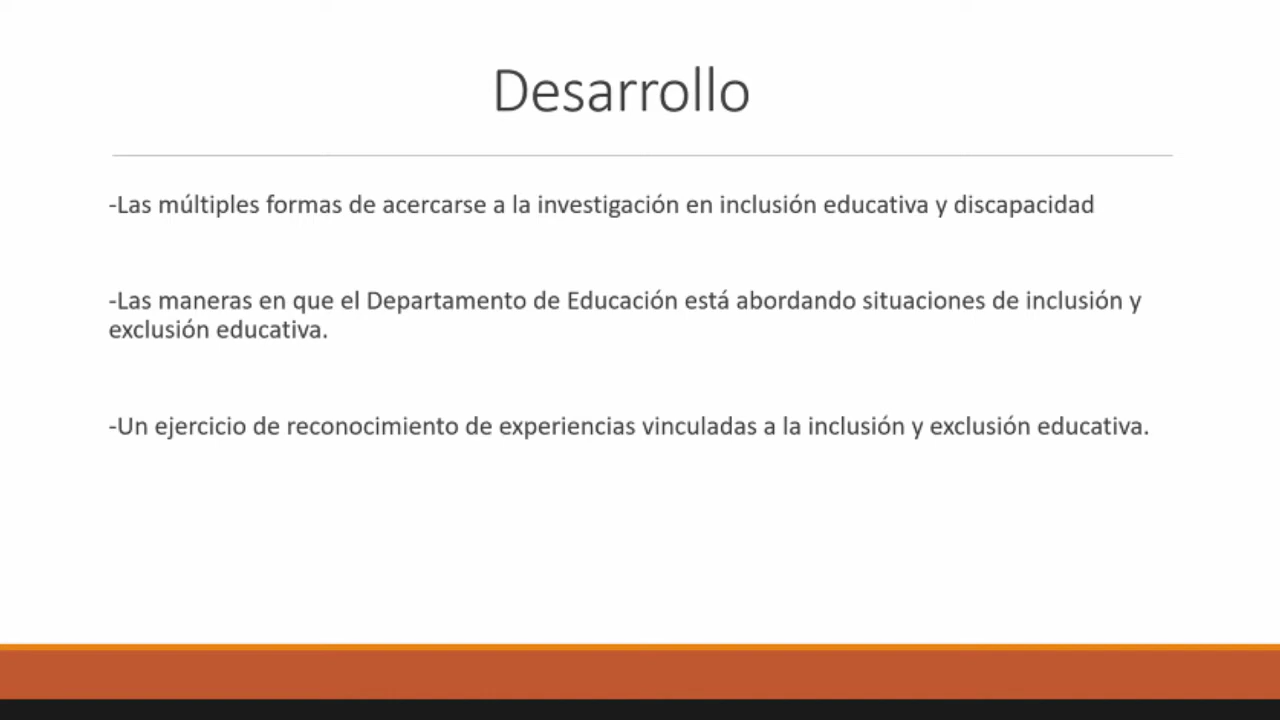 Desarrollo
-Las múltiples formas de acercarse a la investigación en inclusión educativa y discapacidad
-Las maneras en que el Departamento de Educación está abordando situaciones de inclusión y
exclusión educativa.
-Un ejercicio de reconocimiento de experiencias vinculadas a la inclusión y exclusión educativa.